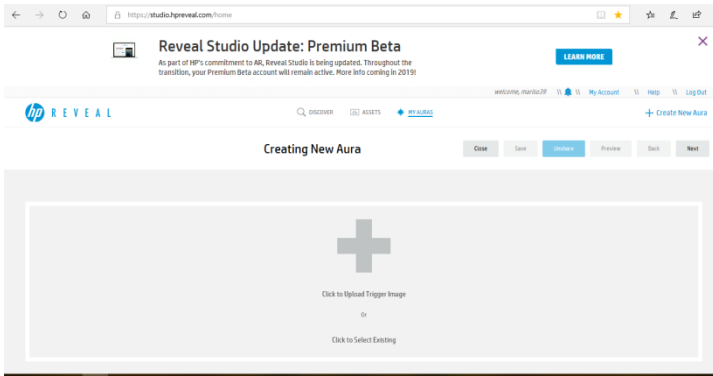 https://studio.hpreveal.com/home
Reveal Studio Update: Premium Beta
As part of HP's commitment to AR, Reveal Studio is being updated. Throughout the
transition, your Premium Beta account will remain active. More info coming in 2019!
LEARN MORE
welcome, \\ \\ My Account \\ Help \\ Log Out
hp REVEAL
DISCOVER ASSETS MY AURAS
+ Create New Aura
Creating New Aura
Close Save Unshare Preview Back Next
Click to Upload Trigger Image
Or
Click to Select Existing